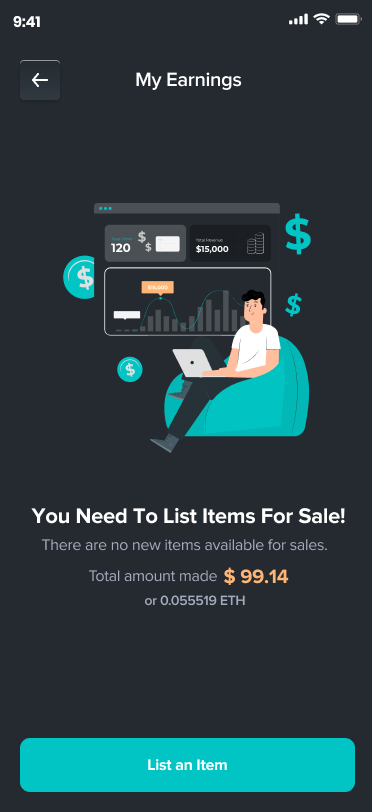 9:41
My Earnings
120
$
$
Total Revenue
$15,000
$
$
$15,000
$
$
You Need To List Items For Sale!
There are no new items available for sales.
Total amount made $ 99.14
or 0.055519 ETH
List an Item